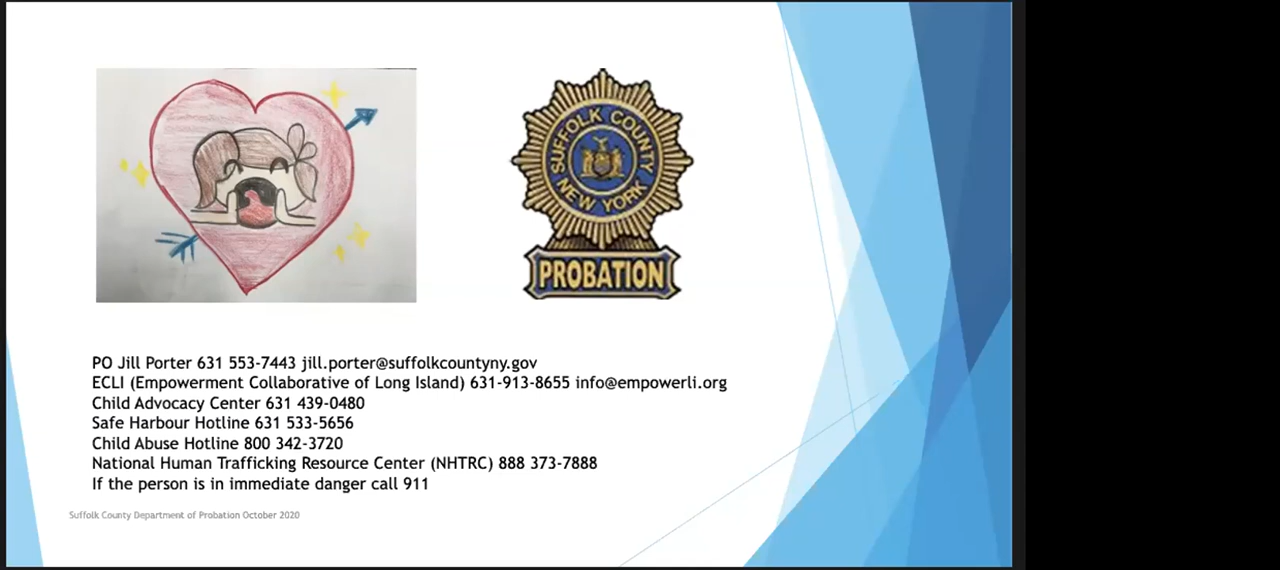 SUFFOLK COUNTY
NEW YORK
PROBATION
PO Jill Porter 631 553-7443 jill.porter@suffolkcountyny.gov
ECLI (Empowerment Collaborative of Long Island) 631-913-8655 info@empowerli.org
Child Advocacy Center 631 439-0480
Safe Harbour Hotline 631 533-5656
Child Abuse Hotline 800 342-3720
National Human Trafficking Resource Center (NHTRC) 888 373-7888
If the person is in immediate danger call 911
Suffolk County Department of Probation October 2020